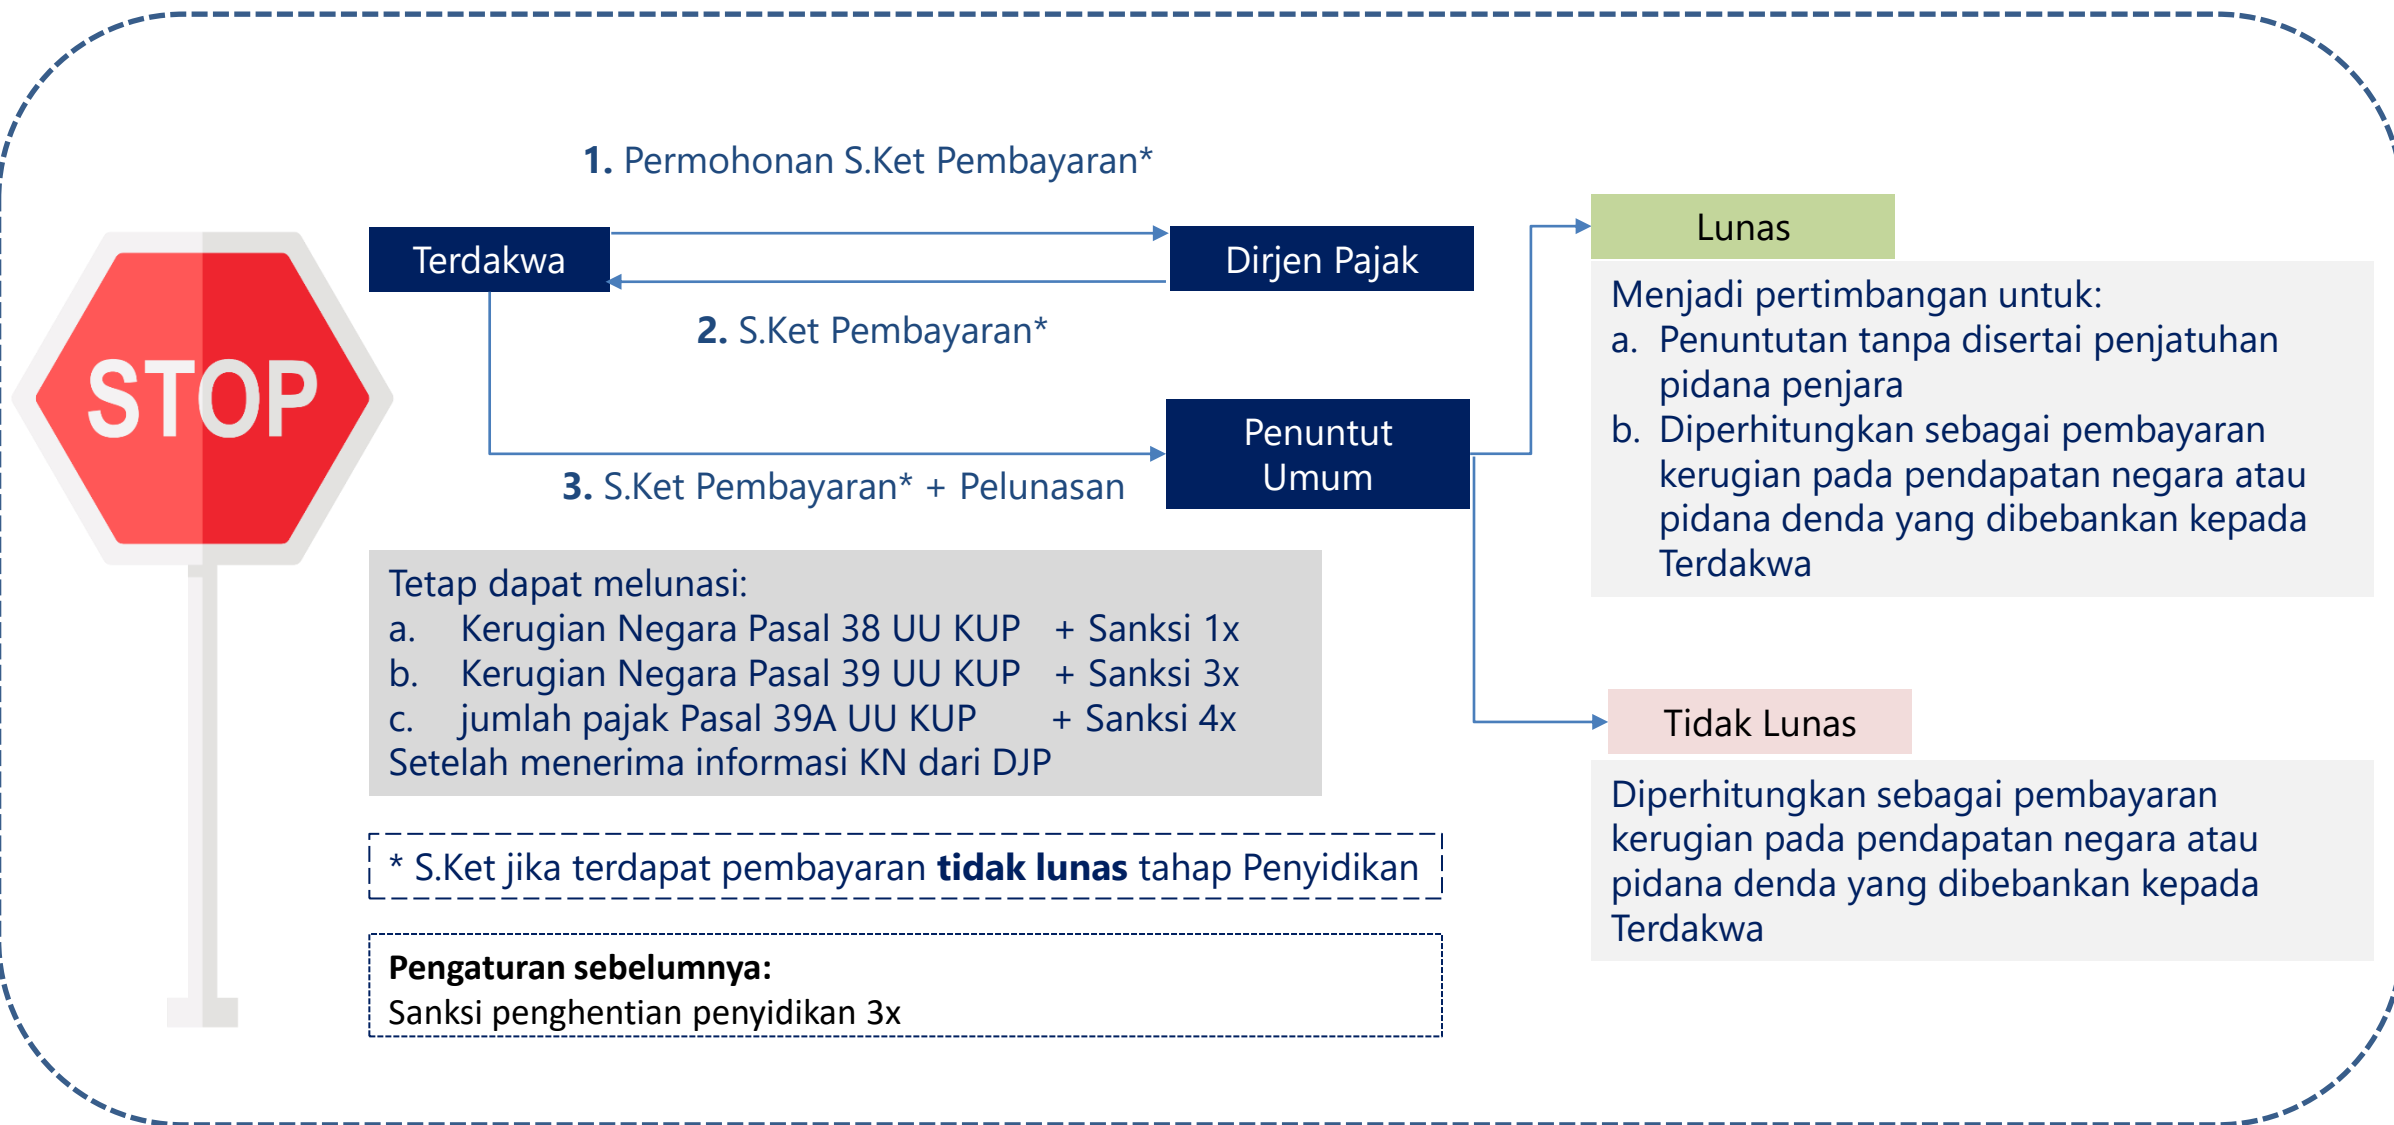 STOP
1. Permohonan S.Ket Pembayaran*
Terdakwa
Dirjen Pajak
2. S.Ket Pembayaran*
Penuntut
Umum
3. S.Ket Pembayaran* + Pelunasan
Tetap dapat melunasi:
a. Kerugian Negara Pasal 38 UU KUP + Sanksi 1x
b. Kerugian Negara Pasal 39 UU KUP + Sanksi 3x
c. jumlah pajak Pasal 39A UU KUP + Sanksi 4x
Setelah menerima informasi KN dari DJP
* S.Ket jika terdapat pembayaran tidak lunas tahap Penyidikan
Pengaturan sebelumnya:
Sanksi penghentian penyidikan 3x
Lunas
Menjadi pertimbangan untuk:
a. Penuntutan tanpa disertai penjatuhan
pidana penjara
b. Diperhitungkan sebagai pembayaran
kerugian pada pendapatan negara atau
pidana denda yang dibebankan kepada
Terdakwa
Tidak Lunas
Diperhitungkan sebagai pembayaran
kerugian pada pendapatan negara atau
pidana denda yang dibebankan kepada
Terdakwa